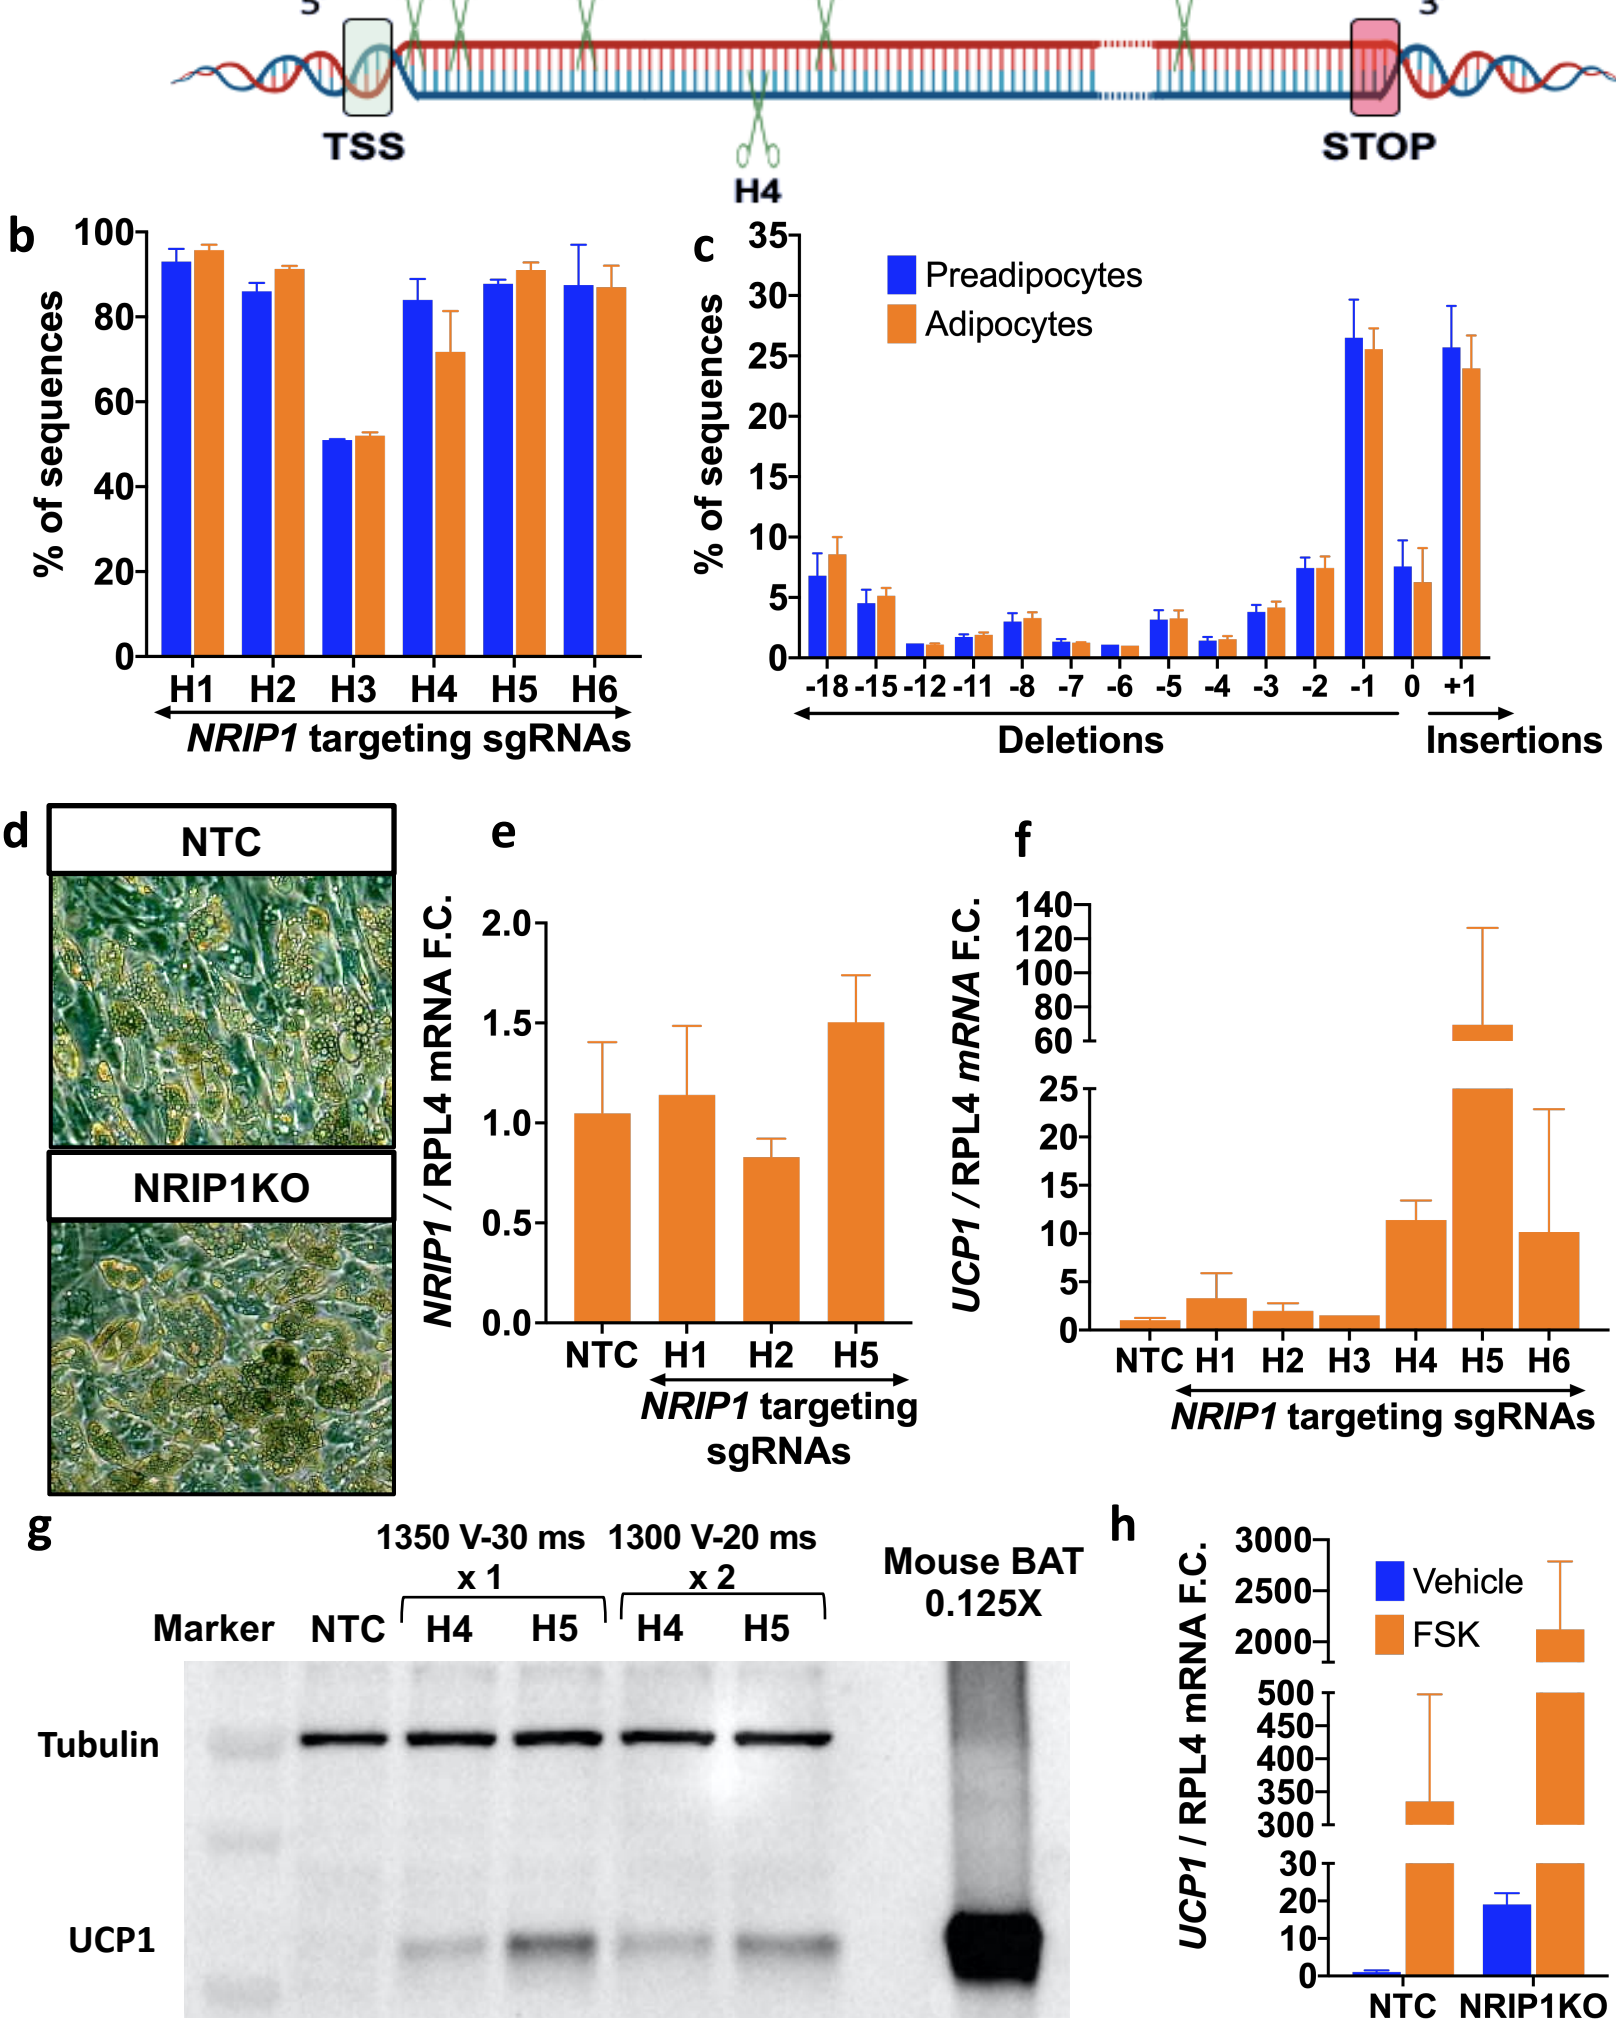 5
3
TSS
STOP
H4
b
100
80
60
40
20
0
% of sequences
H1 H2 H3 H4 H5 H6
NRIP1 targeting sgRNAs
c
35
30
25
20
15
10
5
0
% of sequences
Preadipocytes
Adipocytes
-18 -15 -12 -11 -8 -7 -6 -5 -4 -3 -2 -1 0 +1
Deletions
Insertions
d
NTC
NRIP1KO
e
NRIP1 / RPL4 mRNA F.C.
2.0
1.5
1.0
0.5
0.0
NTC H1 H2 H5
NRIP1 targeting
sgRNAs
f
UCP1 / RPL4 mRNA F.C.
140
120
100
80
60
25
20
15
10
5
0
NTC H1 H2 H3 H4 H5 H6
NRIP1 targeting sgRNAs
g
1350 V-30 ms
x 1
1300 V-20 ms
x 2
Mouse BAT
0.125X
Marker NTC H4 H5 H4 H5
Tubulin
UCP1
h
UCP1 / RPL4 mRNA F.C.
3000
2500
2000
500
450
400
350
300
30
20
10
0
Vehicle
FSK
NTC NRIP1KO